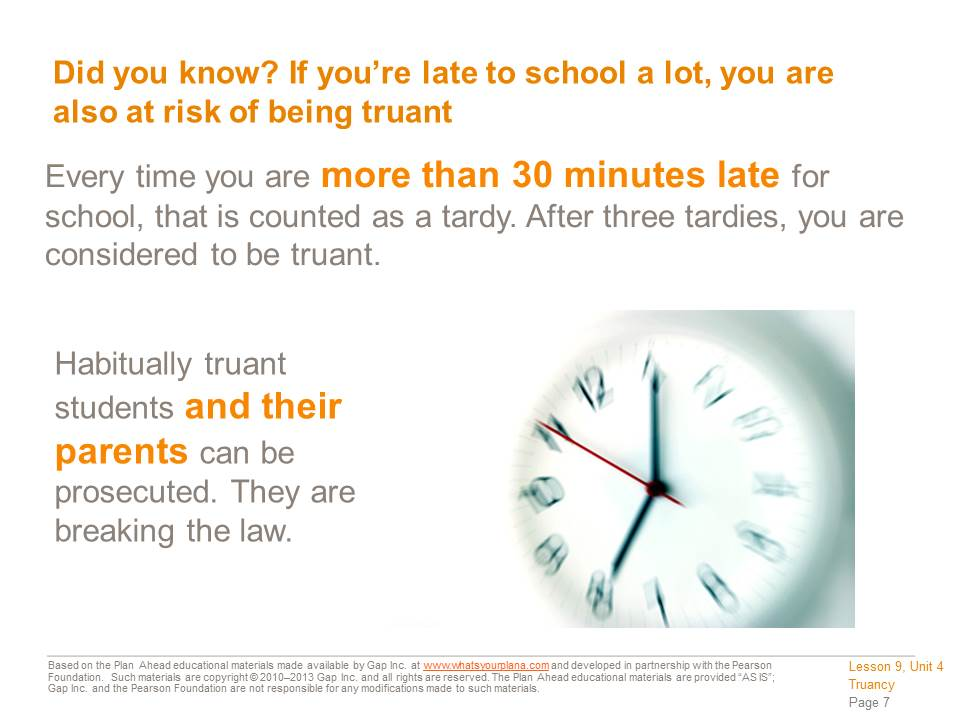 Did you know? If you’re late to school a lot, you are
also at risk of being truant
Every time you are more than 30 minutes late for
school, that is counted as a tardy. After three tardies, you are
considered to be truant.
Habitually truant
students and their
parents can be
prosecuted. They are
breaking the law.
12
Based on the Plan Ahead educational materials made available by Gap Inc. at www.whatsyourplana.com and developed in partnership with the Pearson
Foundation. Such materials are copyright © 2010–2013 Gap Inc. and all rights are reserved. The Plan Ahead educational materials are provided “AS IS”;
Gap Inc. and the Pearson Foundation are not responsible for any modifications made to such materials.
Lesson 9, Unit 4
Truancy
Page 7